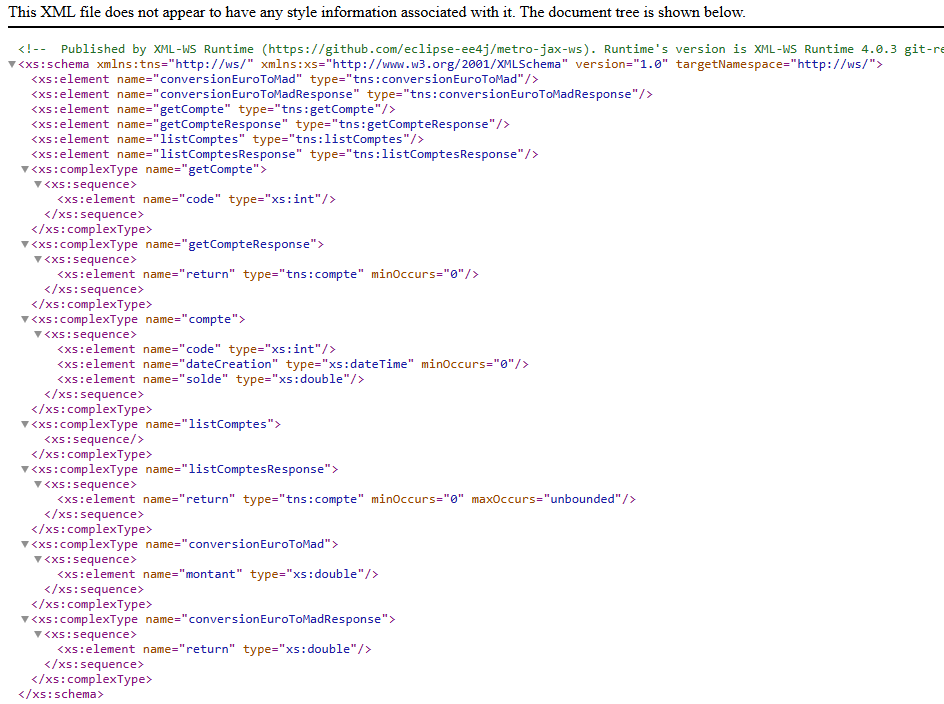 This XML file does not appear to have any style information associated with it. The document tree is shown below.
<!-- Published by XML-WS Runtime (https://github.com/eclipse-ee4j/metro-jax-ws). Runtime's version is XML-WS Runtime 4.0.3 git-re
▼<xs:schema xmlns:tns="http://ws/" xmlns:xs="http://www.w3.org/2001/XMLSchema" version="1.0" targetNamespace="http://ws/">
<xs:element name="conversionEuroToMad" type="tns:conversionEuroToMad"/>
<xs:element name="conversionEuroToMadResponse" type="tns:conversionEuroToMadResponse"/>
<xs:element name="getCompte" type="tns:getCompte"/>
<xs:element name="getCompteResponse" type="tns:getCompteResponse"/>
<xs:element name="listComptes" type="tns:listComptes"/>
<xs:element name="listComptesResponse" type="tns:listComptesResponse"/>
▼<xs:complexType name="getCompte">
▼<xs:sequence>
<xs:element name="code" type="xs:int"/>
</xs:sequence>
</xs:complexType>
▼<xs:complexType name="getCompteResponse">
▼<xs:sequence>
<xs:element name="return" type="tns:compte" minOccurs="0"/>
</xs:sequence>
</xs:complexType>
▼<xs:complexType name="compte">
▼<xs:sequence>
<xs:element name="code" type="xs:int"/>
<xs:element name="dateCreation" type="xs:dateTime" minOccurs="0"/>
<xs:element name="solde" type="xs:double"/>
</xs:sequence>
</xs:complexType>
▼<xs:complexType name="listComptes">
<xs:sequence/>
</xs:complexType>
▼<xs:complexType name="listComptesResponse">
▼<xs:sequence>
<xs:element name="return" type="tns:compte" minOccurs="0" maxOccurs="unbounded"/>
</xs:sequence>
</xs:complexType>
▼<xs:complexType name="conversionEuroToMad">
▼<xs:sequence>
<xs:element name="montant" type="xs:double"/>
</xs:sequence>
</xs:complexType>
▼<xs:complexType name="conversionEuroToMadResponse">
▼<xs:sequence>
<xs:element name="return" type="xs:double"/>
</xs:sequence>
</xs:complexType>
</xs:schema>